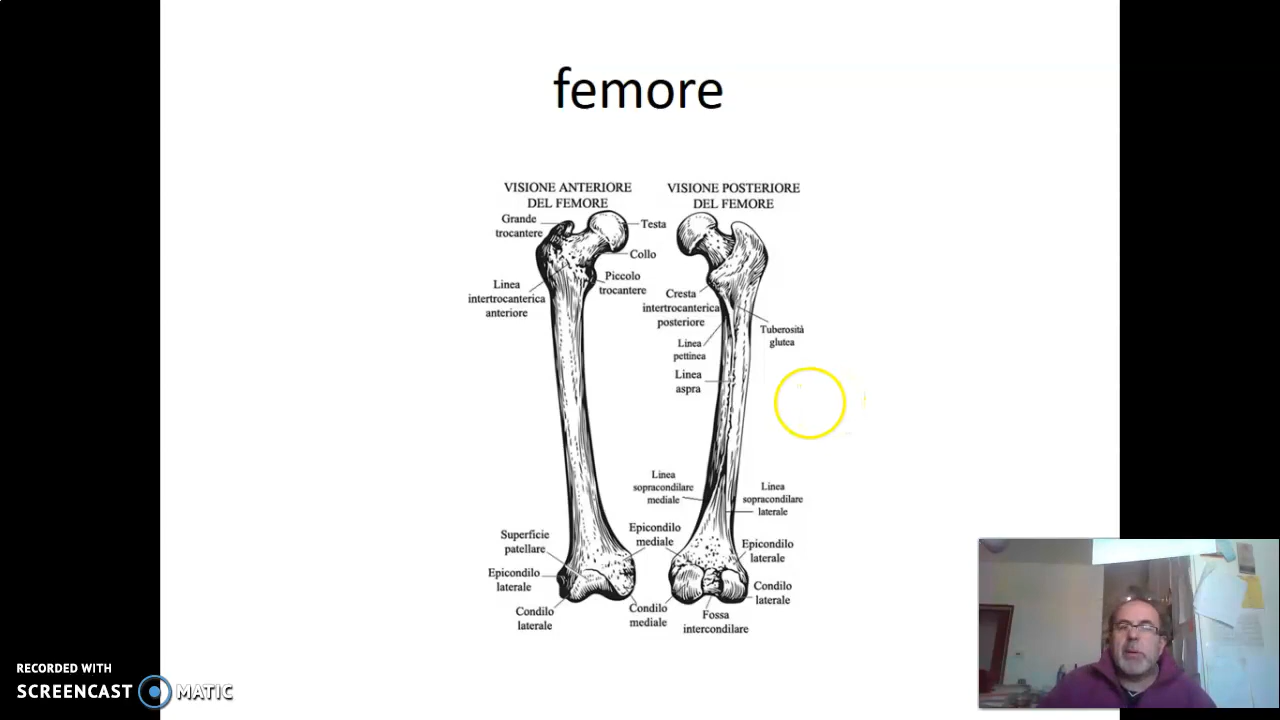 femore
VISIONE ANTERIORE
DEL FEMORE
Grande
trocantere
Testa
Collo
Piccolo
trocantere
Linea
intertrocanterica
anteriore
Superficie
patellare
Epicondilo
laterale
Condilo
laterale
Epicondilo
mediale
Condilo
mediale
VISIONE POSTERIORE
DEL FEMORE
Cresta
intertrocanterica
posteriore
Tuberosità
glutea
Linea
pettinea
Linea
aspra
Linea
sopracondilare
mediale
Linea
sopracondilare
laterale
Epicondilo
laterale
Condilo
laterale
Fossa
intercondilare
RECORDED WITH
SCREENCAST MATIC